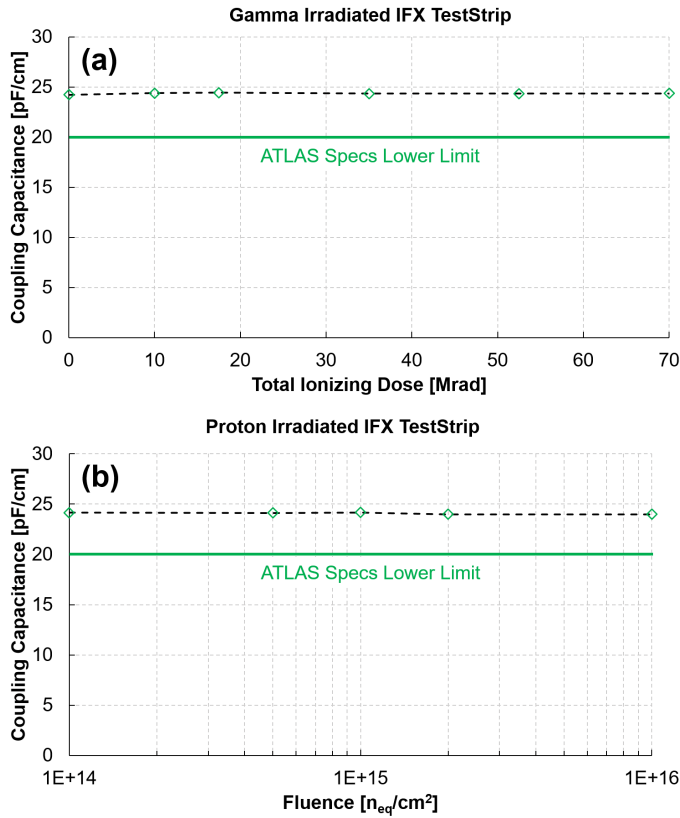 Gamma Irradiated IFX TestStrip
(a)
Coupling Capacitance [pF/cm]
30
25
20
15
10
5
0
ATLAS Specs Lower Limit
0 10 20 30 40 50 60 70
Total Ionizing Dose [Mrad]
Proton Irradiated IFX TestStrip
(b)
Coupling Capacitance [pF/cm]
30
25
20
15
10
5
0
ATLAS Specs Lower Limit
1E+14 1E+15 1E+16
Fluence [neq/cm²]